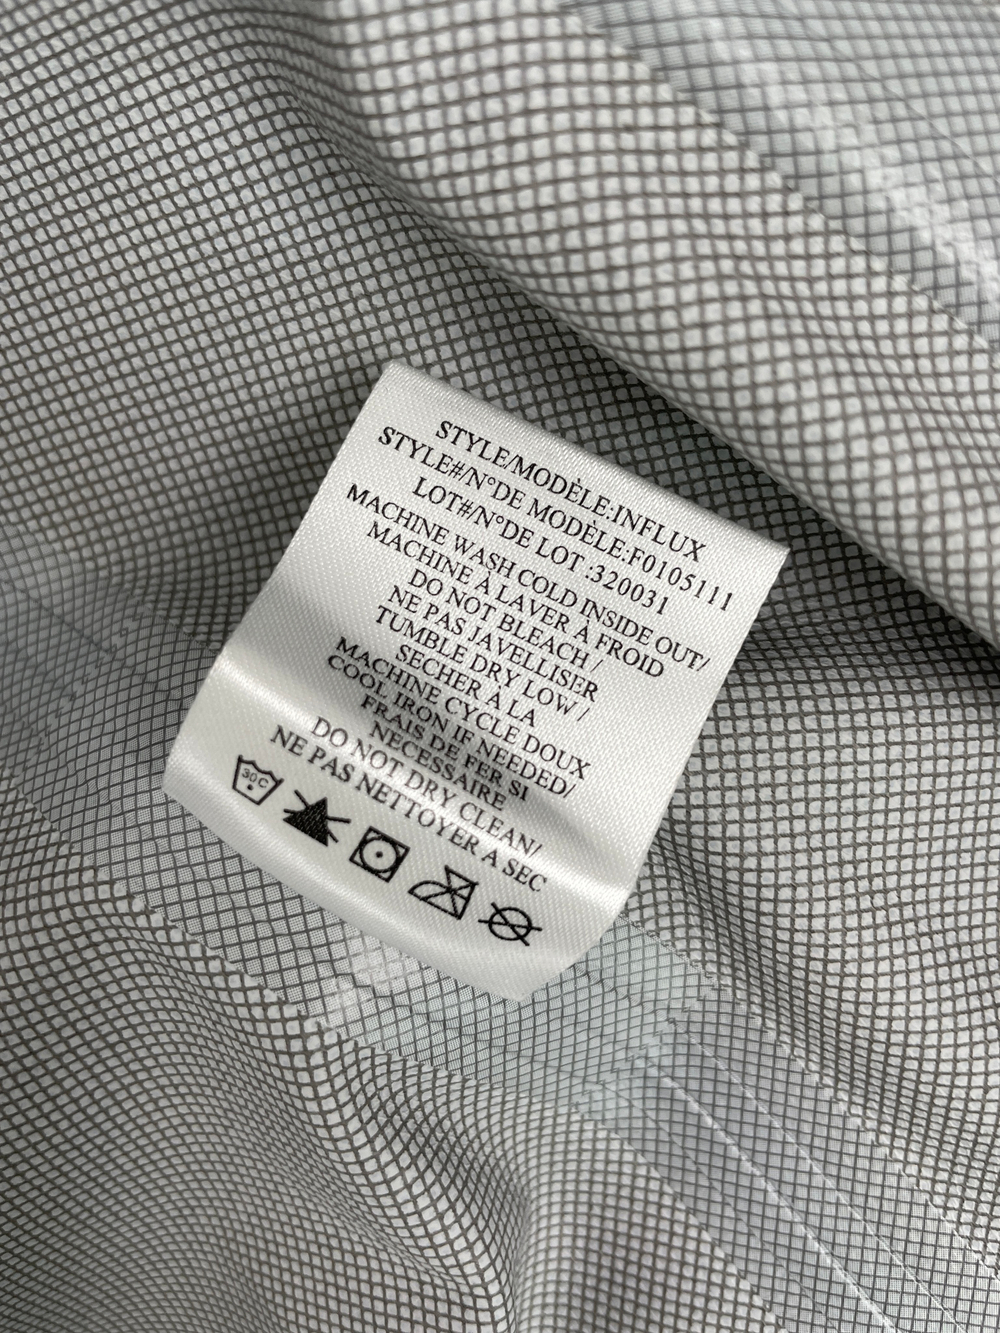 STYLE/MODÈLE:INFLUX
STYLE#/N°DE MODÈLE:F0105111
LOT#/N°DE LOT :320031
MACHINE WASH COLD INSIDE OUT/
MACHINE À LAVER À FROID
DO NOT BLEACH /
NE PAS JAVELLISER
TUMBLE DRY LOW /
SECHER À LA
MACHINE CYCLE DOUX
COOL IRON IF NEEDED/
FRAIS DE FER SI
NECESSAIRE
DO NOT DRY CLEAN/
NE PAS NETTOYER A SEC
30C